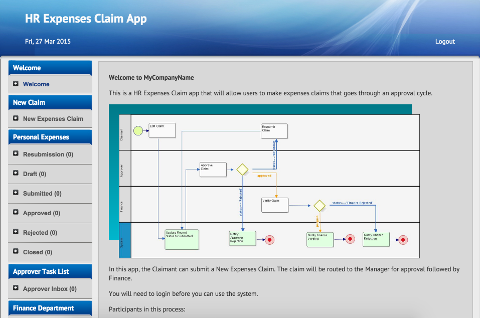 HR Expenses Claim App
Fri, 27 Mar 2015
Logout
Welcome
Welcome
New Claim
New Expenses Claim
Personal Expenses
Resubmission (0)
Draft (0)
Submitted (0)
Approved (0)
Rejected (0)
Closed (0)
Approver Task List
Approver Inbox (0)
Finance Department
Welcome to MyCompanyName
This is a HR Expenses Claim app that will allow users to make expenses claims that goes through an approval cycle.
In this app, the Claimant can submit a New Expenses Claim. The claim will be routed to the Manager for approval followed by
Finance.
You will need to login before you can use the system.
Participants in this process: